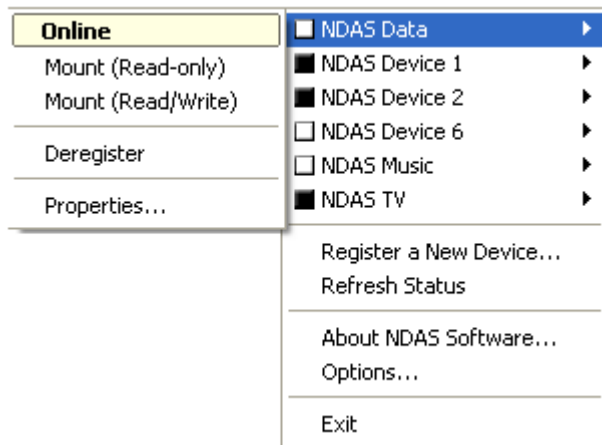 Online
Mount (Read-only)
Mount (Read/Write)
Deregister
Properties...
NDAS Data
NDAS Device 1
NDAS Device 2
NDAS Device 6
NDAS Music
NDAS TV
Register a New Device...
Refresh Status
About NDAS Software...
Options...
Exit